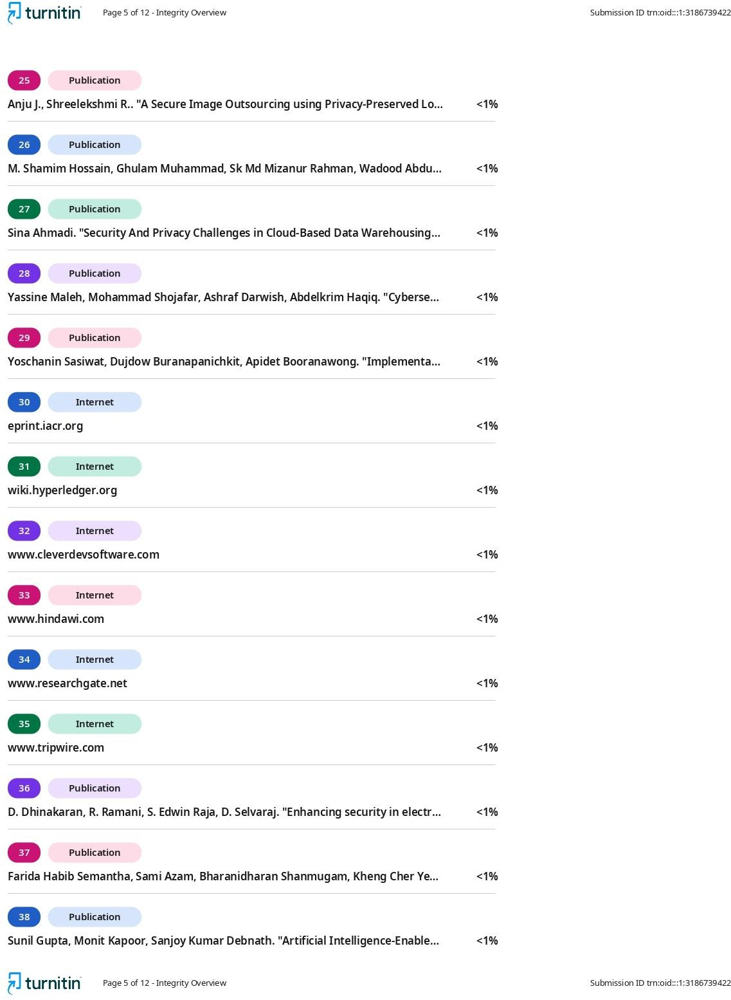 turnitin Page 5 of 12 - Integrity Overview Submission ID trn:oid:::1:3186739422
25 Publication
Anju J., Shreelekshmi R.. "A Secure Image Outsourcing using Privacy-Preserved Lo... <1%
26 Publication
M. Shamim Hossain, Ghulam Muhammad, Sk Md Mizanur Rahman, Wadood Abdu... <1%
27 Publication
Sina Ahmadi. "Security And Privacy Challenges in Cloud-Based Data Warehousing... <1%
28 Publication
Yassine Maleh, Mohammad Shojafar, Ashraf Darwish, Abdelkrim Haqiq. "Cyberse... <1%
29 Publication
Yoschanin Sasiwat, Dujdow Buranapanichkit, Apidet Booranawong. "Implementa... <1%
30 Internet
eprint.iacr.org <1%
31 Internet
wiki.hyperledger.org <1%
32 Internet
www.cleverdevsoftware.com <1%
33 Internet
www.hindawi.com <1%
34 Internet
www.researchgate.net <1%
35 Internet
www.tripwire.com <1%
36 Publication
D. Dhinakaran, R. Ramani, S. Edwin Raja, D. Selvaraj. "Enhancing security in electr... <1%
37 Publication
Farida Habib Semantha, Sami Azam, Bharanidharan Shanmugam, Kheng Cher Ye... <1%
38 Publication
Sunil Gupta, Monit Kapoor, Sanjoy Kumar Debnath. "Artificial Intelligence-Enable... <1%
turnitin Page 5 of 12 - Integrity Overview Submission ID trn:oid:::1:3186739422